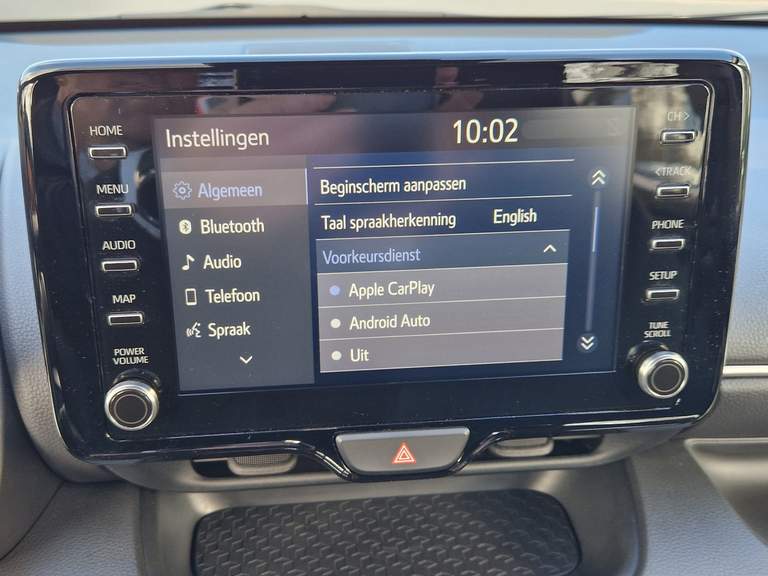 HOME
MENU
AUDIO
MAP
POWER
VOLUME
Instellingen
10:02
Algemeen
Bluetooth
Audio
Telefoon
Spraak
Beginscherm aanpassen
Taal spraakherkenning English
Voorkeursdienst
Apple CarPlay
Android Auto
Uit
CH>
<TRACK
PHONE
SETUP
TUNE
SCROLL